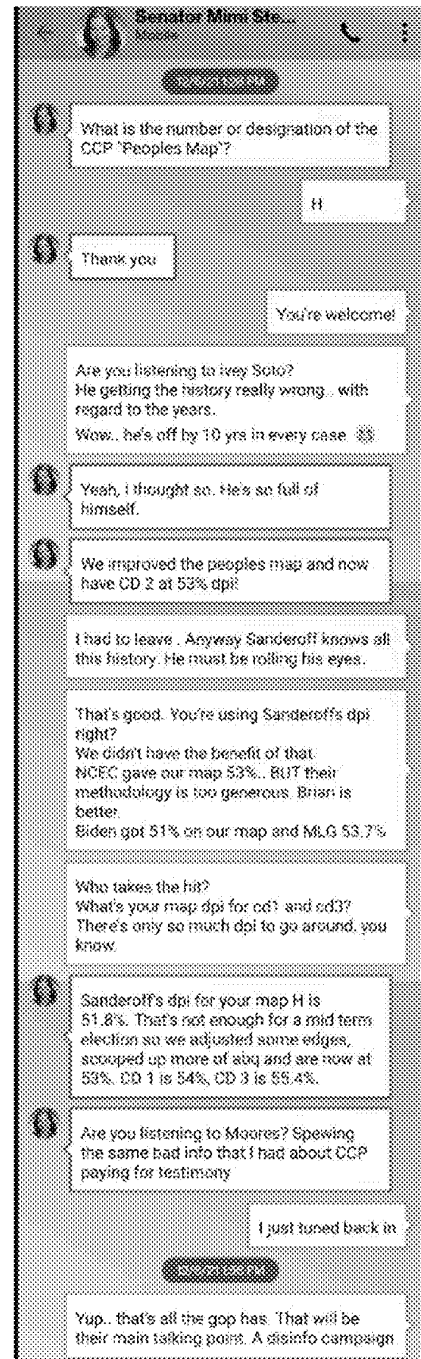 Senator Mimi Ste...
Mobile
What is the number or designation of the
CCP "Peoples Map"?
H
Thank you
You're welcome!
Are you listening to Ivey Soto?
He getting the history really wrong.. with
regard to the years.
Wow.. he's off by 10 yrs in every case
Yeah, I thought so. He's so full of
himself.
We improved the peoples map and now
have CD 2 at 53% dpi!
I had to leave . Anyway Sanderoff knows all
this history. He must be rolling his eyes.
That's good. You're using Sanderoffs dpi
right?
We didn't have the benefit of that.
NCEC gave our map 53%.. BUT their
methodology is too generous. Brian is
better.
Biden got 51% on our map and MLG 53.7%
Who takes the hit?
What's your map dpi for cd1 and cd3?
There's only so much dpi to go around, you
know.
Sanderoff's dpi for your map H is
51.8%. That's not enough for a mid term
election so we adjusted some edges,
scooped up more of abq and are now at
53%. CD 1 is 54%, CD 3 is 55.4%.
Are you listening to Moores? Spewing
the same bad info that I had about CCP
paying for testimony
I just tuned back in
Yup.. that's all the gop has. That will be
their main talking point. A disinfo campaign